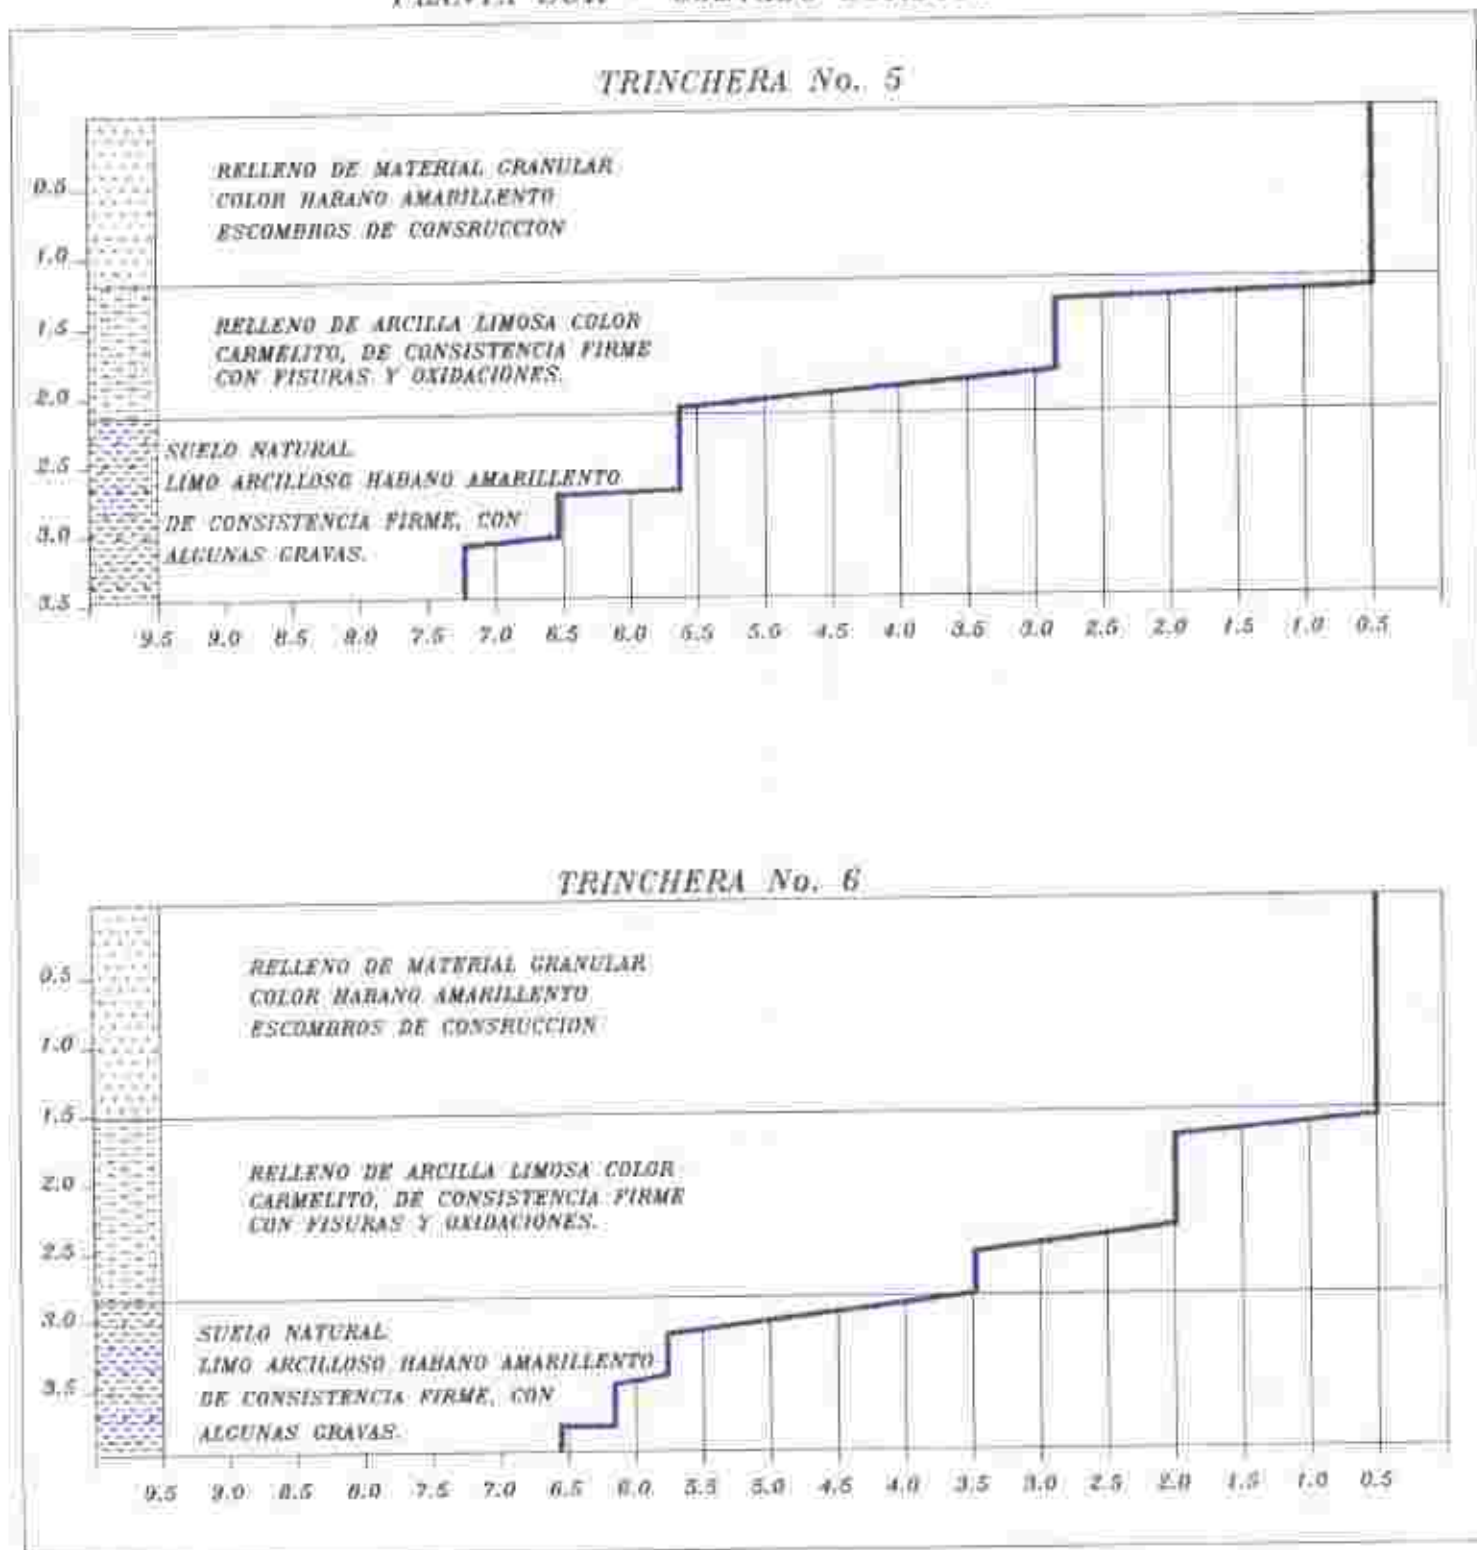 TRINCHERA No. 5
RELLENO DE MATERIAL GRANULAR
COLOR HABANO AMARILLENTO
ESCOMBROS DE CONSRUCCION
0.5
1.0
RELLENO DE ARCILLA LIMOSA COLOR
CARMELITO, DE CONSISTENCIA FIRME
CON FISURAS Y OXIDACIONES.
1.5
2.0
SUELO NATURAL
LIMO ARCILLOSO HABANO AMARILLENTO
DE CONSISTENCIA FIRME, CON
ALGUNAS GRAVAS.
2.5
3.0
3.5
9.5 9.0 8.5 8.0 7.5 7.0 6.5 6.0 5.5 5.0 4.5 4.0 3.5 3.0 2.5 2.0 1.5 1.0 0.5
TRINCHERA No. 6
RELLENO DE MATERIAL GRANULAR
COLOR HABANO AMARILLENTO
ESCOMBROS DE CONSRUCCION
0.5
1.0
1.5
RELLENO DE ARCILLA LIMOSA COLOR
CARMELITO, DE CONSISTENCIA FIRME
CON FISURAS Y OXIDACIONES.
2.0
2.5
3.0
SUELO NATURAL
LIMO ARCILLOSO HABANO AMARILLENTO
DE CONSISTENCIA FIRME, CON
ALGUNAS GRAVAS.
3.5
9.5 9.0 8.5 8.0 7.5 7.0 6.5 6.0 5.5 5.0 4.5 4.0 3.5 3.0 2.5 2.0 1.5 1.0 0.5